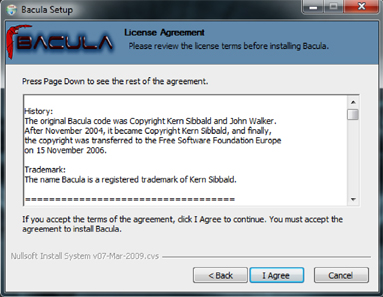 Bacula Setup
BACULA
License Agreement
Please review the license terms before installing Bacula.
Press Page Down to see the rest of the agreement.
History:
The original Bacula code was Copyright Kern Sibbald and John Walker.
After November 2004, it became Copyright Kern Sibbald, and finally,
the copyright was transferred to the Free Software Foundation Europe
on 15 November 2006.
Trademark:
The name Bacula is a registered trademark of Kern Sibbald.
===================================
If you accept the terms of the agreement, click I Agree to continue. You must accept the
agreement to install Bacula.
Nullsoft Install System v07-Mar-2009.cvs
< Back
I Agree
Cancel